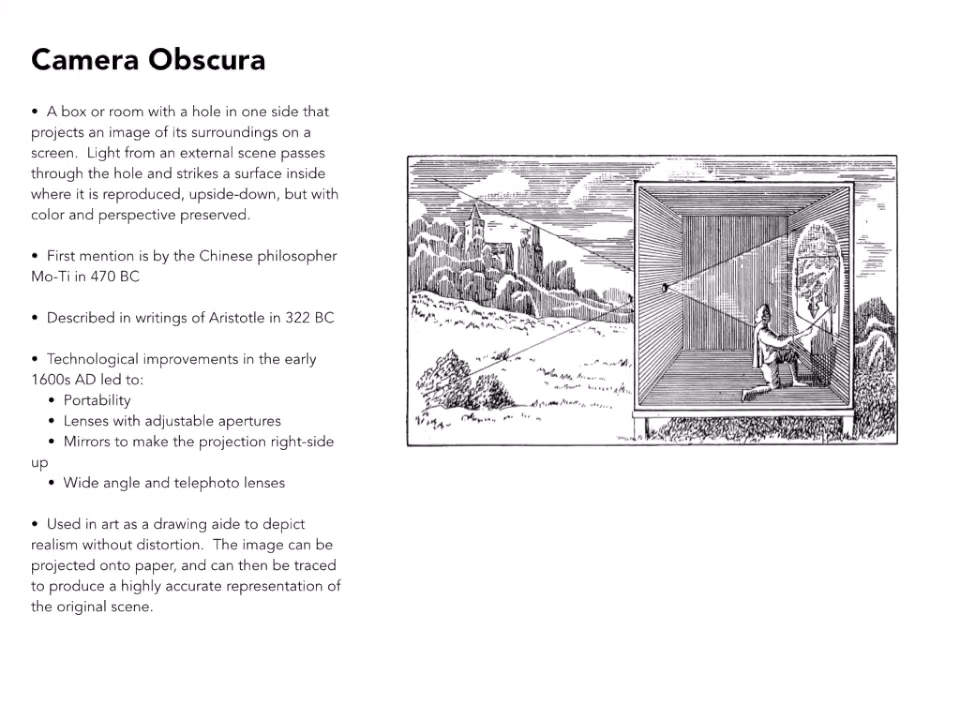 Camera Obscura
• A box or room with a hole in one side that
projects an image of its surroundings on a
screen.  Light from an external scene passes
through the hole and strikes a surface inside
where it is reproduced, upside-down, but with
color and perspective preserved.
• First mention is by the Chinese philosopher
Mo-Ti in 470 BC
• Described in writings of Aristotle in 322 BC
• Technological improvements in the early
1600s AD led to:
• Portability
• Lenses with adjustable apertures
• Mirrors to make the projection right-side
up
• Wide angle and telephoto lenses
• Used in art as a drawing aide to depict
realism without distortion.  The image can be
projected onto paper, and can then be traced
to produce a highly accurate representation of
the original scene.